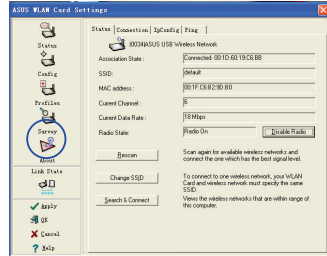 ASUS WLAN Card Settings
Status
Config
Profiles
Survey
About
Link State
Apply
OK
Cancel
Help
Status Connection IpConfig Ping
(0034)ASUS USB Wireless Network
Association State: Connected- 00:1D:60:19:C6:BB
SSID: default
MAC address: 00:1F:C6:B2:9D:B0
Current Channel: 6
Current Data Rate: 18 Mbps
Radio State: Radio On Disable Radio
Rescan Scan again for available wireless networks and
connect the one which has the best signal level.
Change SSID To connect to one wireless network, your WLAN
Card and wireless network must specify the same
SSID.
Search & Connect Views the wireless networks that are within range of
this computer.